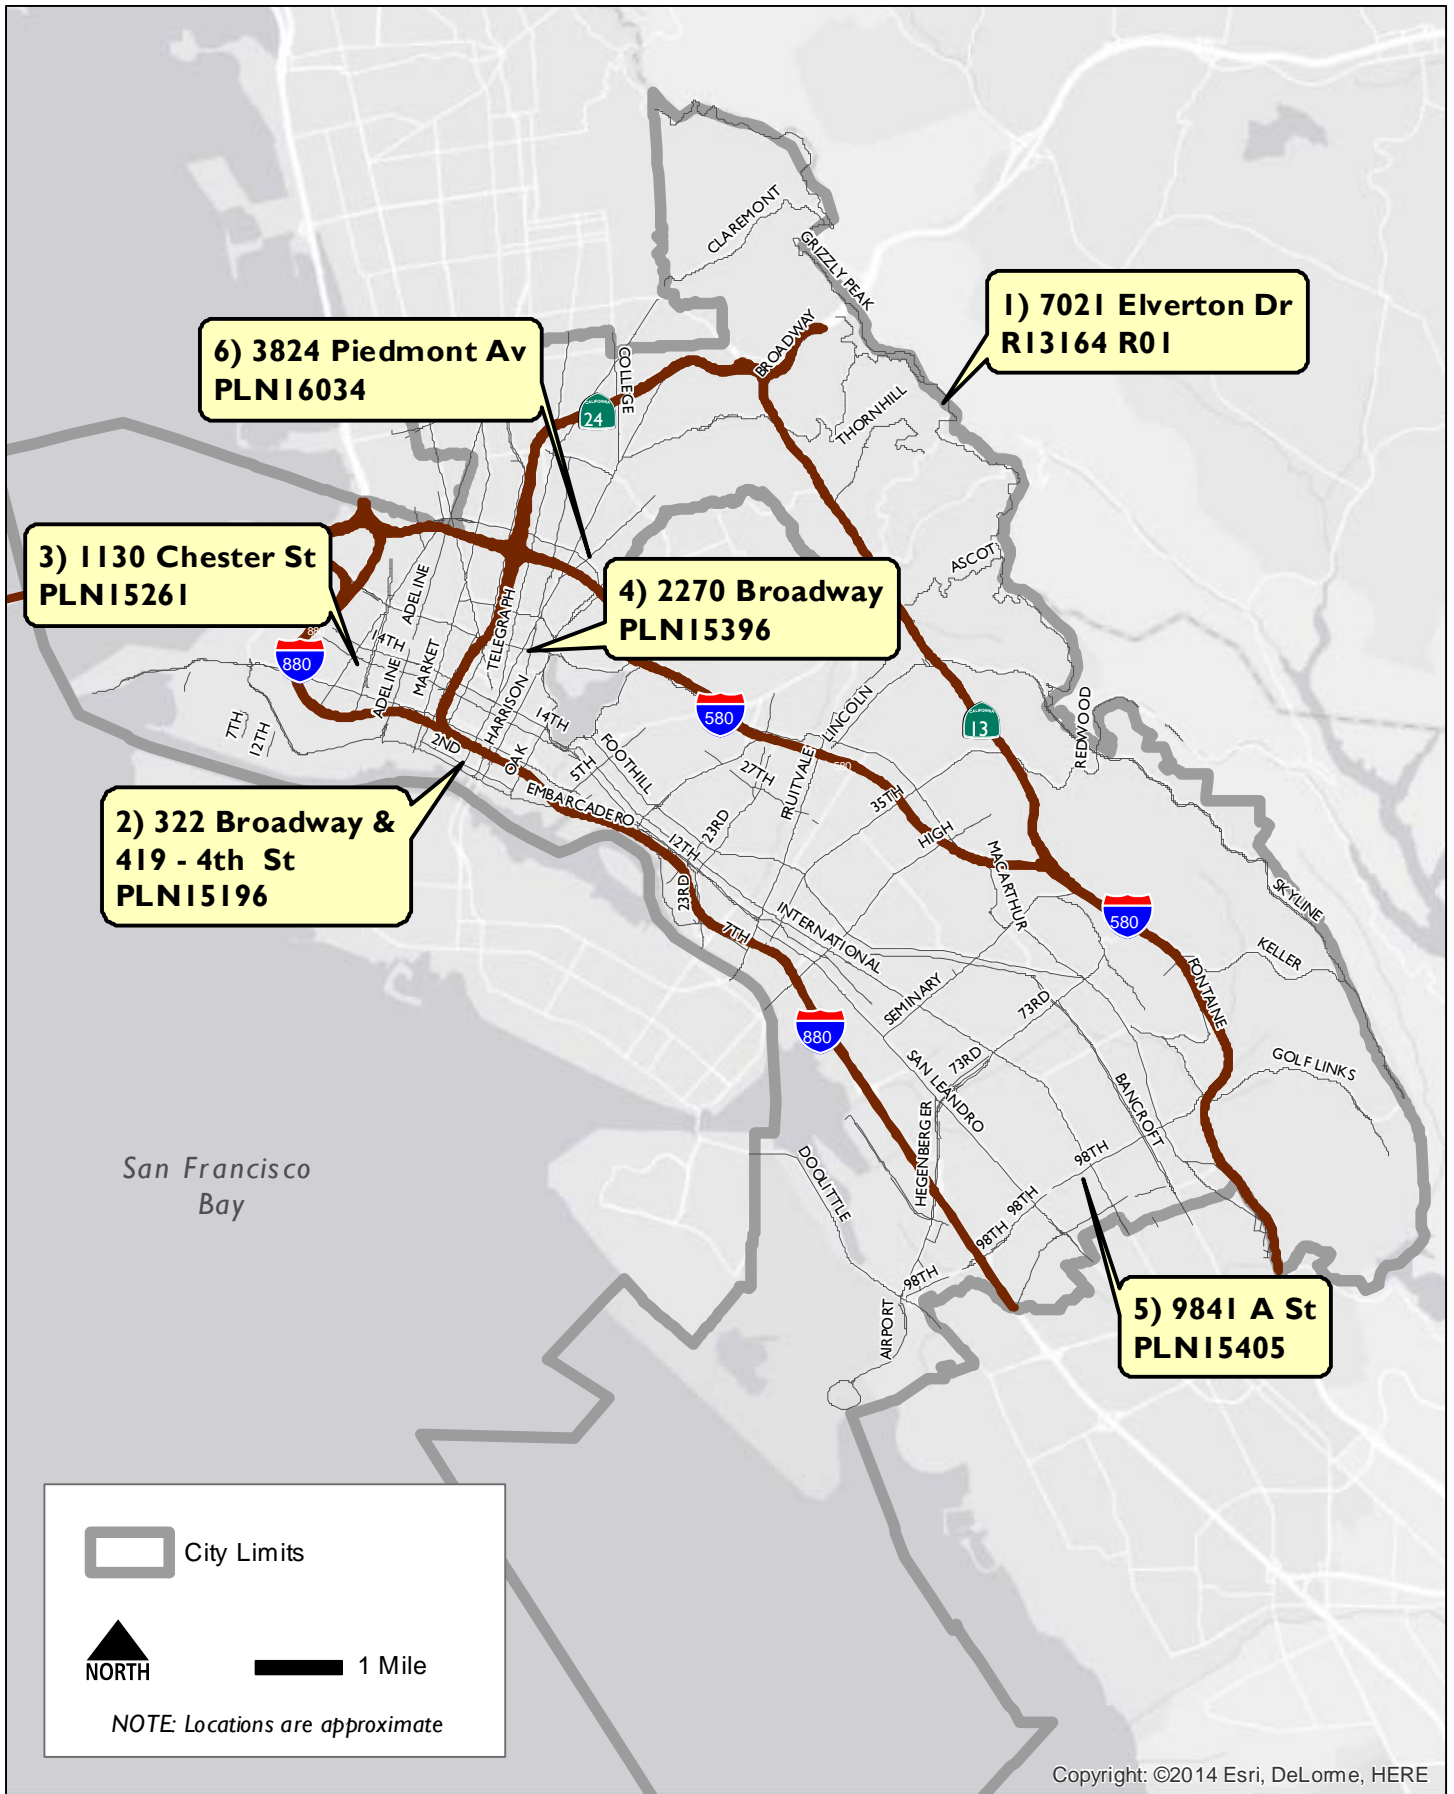 CLAREMONT
GRIZZLY PEAK
1) 7021 Elverton Dr
R13164 R01
6) 3824 Piedmont Av
PLN16034
COLLEGE
BROADWAY
CALIFORNIA
24
THORNHILL
3) 1130 Chester St
PLN15261
ADELINE
ASCOT
4) 2270 Broadway
PLN15396
TELEGRAPH
14TH
880
MARKET
ADELINE
HARRISON
14TH
580
LINCOLN
REDWOOD
CALIFORNIA
13
7TH
12TH
2ND
OAK
5TH
FOOTHILL
27TH
FRUITVALE
580
35TH
EMBARCADERO
23RD
12TH
HIGH
MACARTHUR
2) 322 Broadway &
419 - 4th St
PLN15196
23RD
7TH
INTERNATIONAL
580
SKYLINE
KELLER
FONTAINE
SEMINARY
73RD
880
73RD
SAN LEANDRO
GOLF LINKS
BANCROFT
HEGENBERGER
98TH
DOOLITTLE
98TH
98TH
98TH
San Francisco
Bay
AIRPORT
5) 9841 A St
PLN15405
City Limits
NORTH
1 Mile
NOTE: Locations are approximate
Copyright: ©2014 Esri, DeLorme, HERE